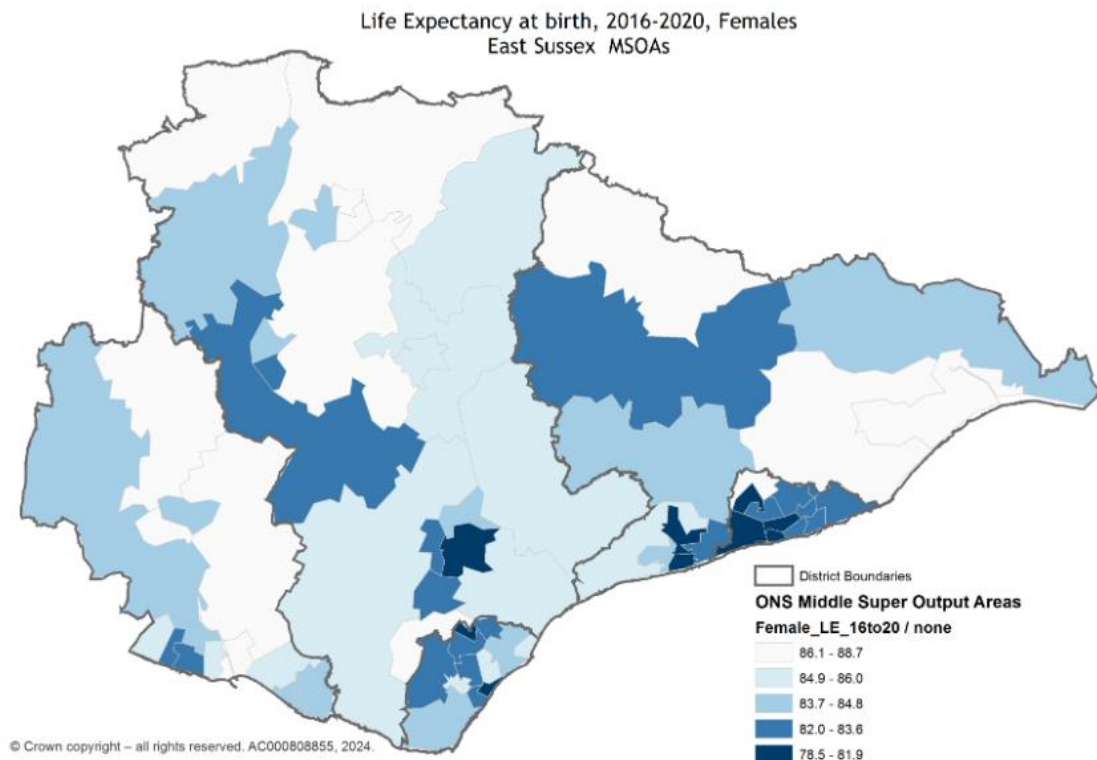 Life Expectancy at birth, 2016-2020, Females
East Sussex MSOAs
District Boundaries
ONS Middle Super Output Areas
Female_LE_16to20 / none
86.1 - 88.7
84.9 - 86.0
83.7 - 84.8
82.0 - 83.6
78.5 - 81.9
© Crown copyright – all rights reserved. AC000808855, 2024.